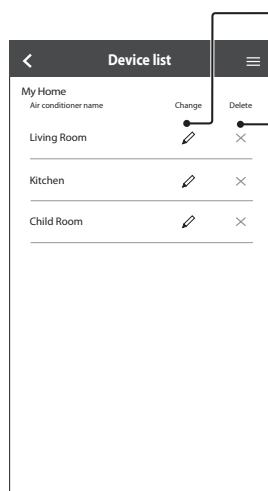 Device list
My Home
Air conditioner name Change Delete
Living Room
Kitchen
Child Room